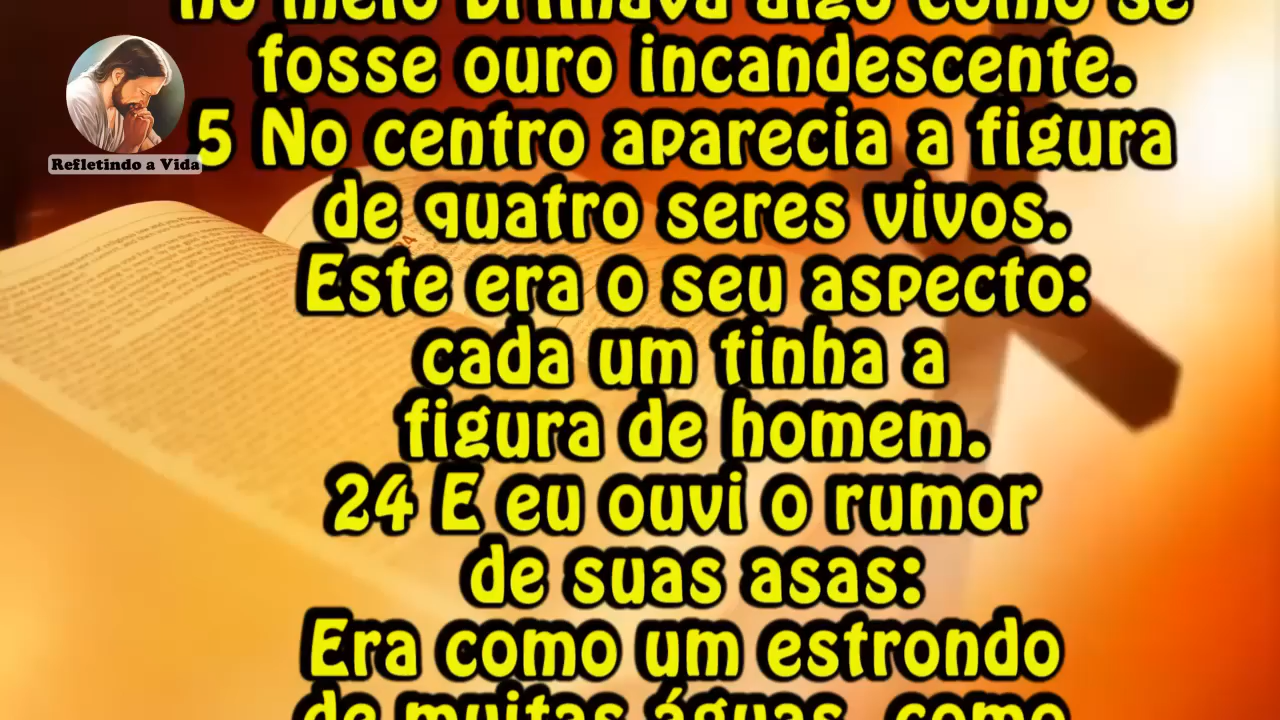 no meio brilhava algo como se
fosse ouro incandescente.
5 No centro aparecia a figura
de quatro seres vivos.
Este era o seu aspecto:
cada um tinha a
figura de homem.
24 E eu ouvi o rumor
de suas asas:
Era como um estrondo
de muitas águas, como
Refletindo a Vida